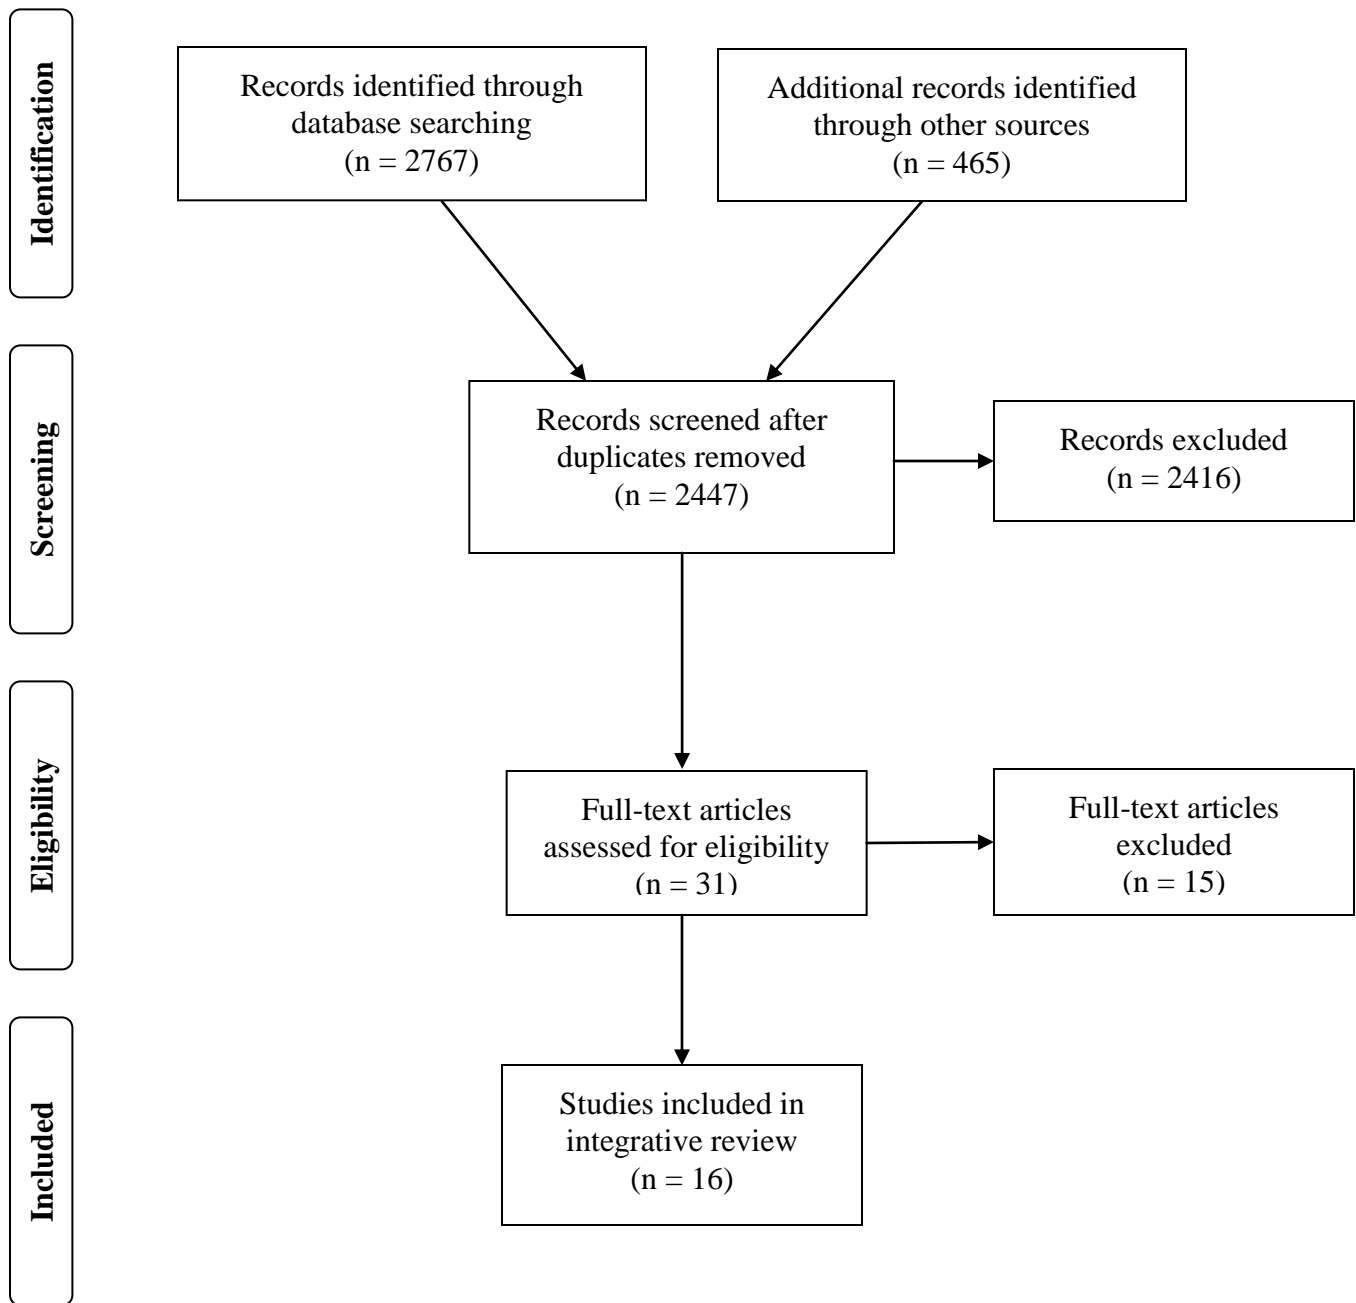 Identification
Records identified through
database searching
(n = 2767)
Additional records identified
through other sources
(n = 465)
Screening
Records screened after
duplicates removed
(n = 2447)
Records excluded
(n = 2416)
Eligibility
Full-text articles
assessed for eligibility
(n = 31)
Full-text articles
excluded
(n = 15)
Included
Studies included in
integrative review
(n = 16)